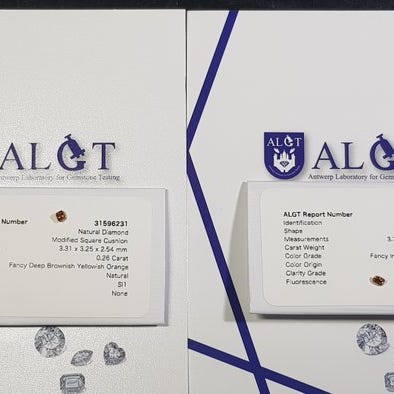 ALGT
Antwerp Laboratory for Gemstone Testing
Number 31596231
Natural Diamond
Modified Square Cushion
3.31 x 3.25 x 2.54 mm
0.26 Carat
Fancy Deep Brownish Yellowish Orange
Natural
SI1
None
ALGT
ALGT
Antwerp Laboratory for
ALGT Report Number
Identification
Shape
Measurements
Carat Weight
Color Grade Fancy
Color Origin
Clarity Grade
Fluorescence